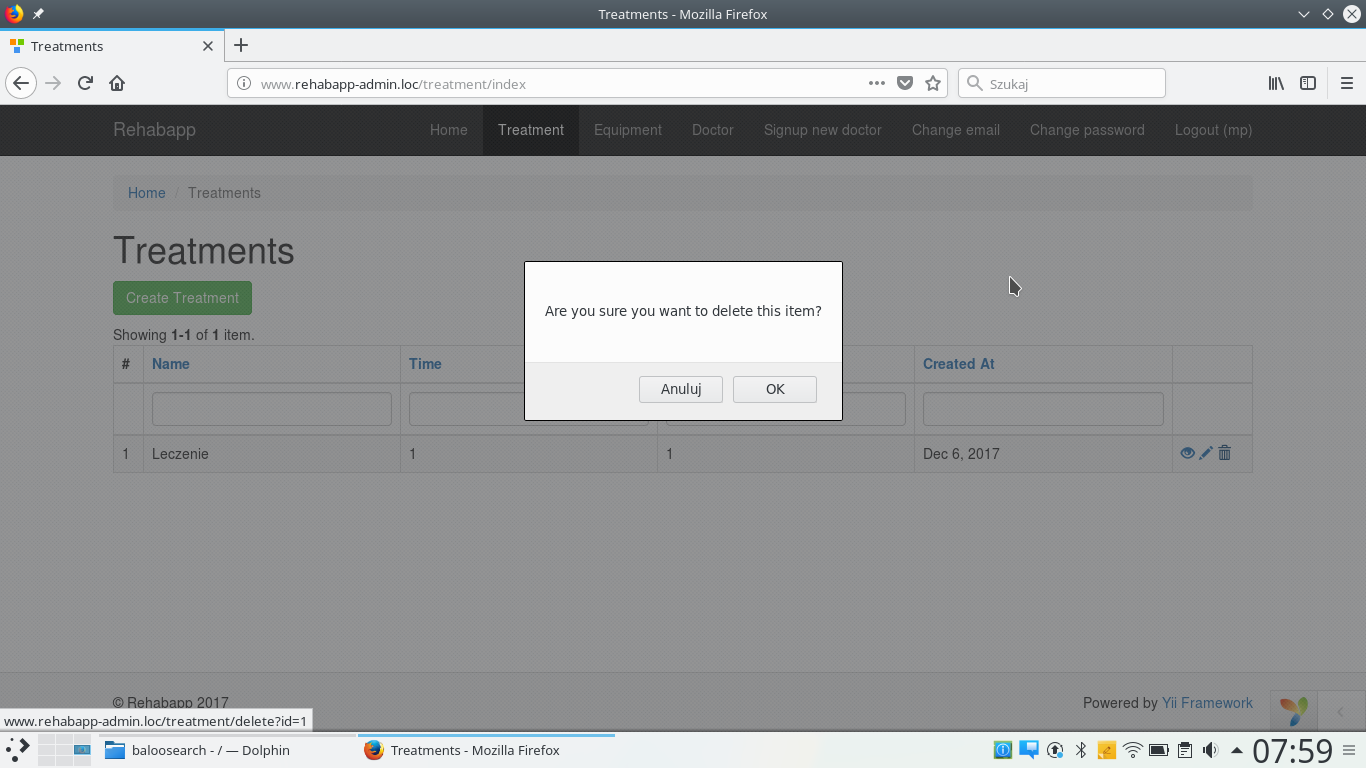 Treatments - Mozilla Firefox
Treatments
www.rehabapp-admin.loc/treatment/index
Szukaj
Rehabapp Home Treatment Equipment Doctor Signup new doctor Change email Change password Logout (mp)
Home / Treatments
Treatments
Create Treatment
Showing 1-1 of 1 item.
# Name Time Created At
Are you sure you want to delete this item?
Anuluj OK
1 Leczenie 1 1 Dec 6, 2017
© Rehabapp 2017 Powered by Yii Framework
www.rehabapp-admin.loc/treatment/delete?id=1
baloosearch - / — Dolphin Treatments - Mozilla Firefox 07:59